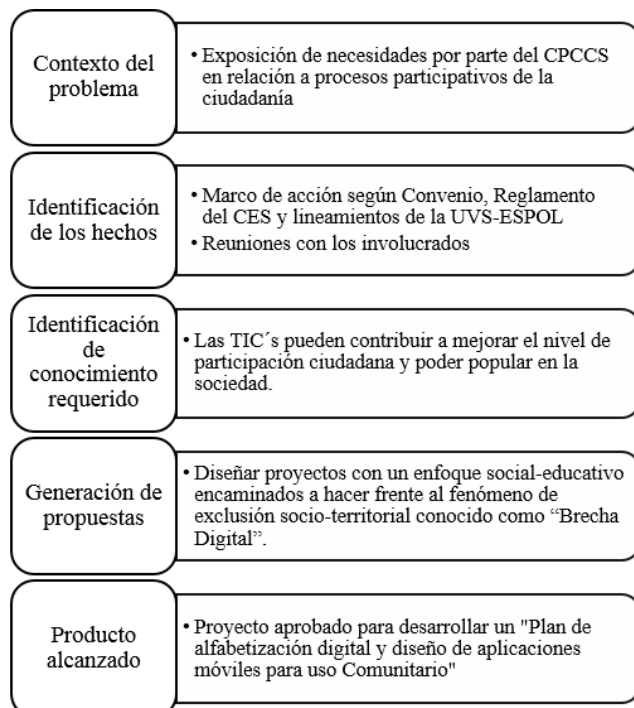 Contexto del
problema
• Exposición de necesidades por parte del CPCCS
en relación a procesos participativos de la
ciudadanía
Identificación
de los hechos
• Marco de acción según Convenio, Reglamento
del CES y lineamientos de la UVS-ESPOL
• Reuniones con los involucrados
Identificación
de
conocimiento
requerido
• Las TIC´s pueden contribuir a mejorar el nivel de
participación ciudadana y poder popular en la
sociedad.
Generación de
propuestas
• Diseñar proyectos con un enfoque social-educativo
encaminados a hacer frente al fenómeno de
exclusión socio-territorial conocido como “Brecha
Digital”.
Producto
alcanzado
• Proyecto aprobado para desarrollar un "Plan de
alfabetización digital y diseño de aplicaciones
móviles para uso Comunitario"